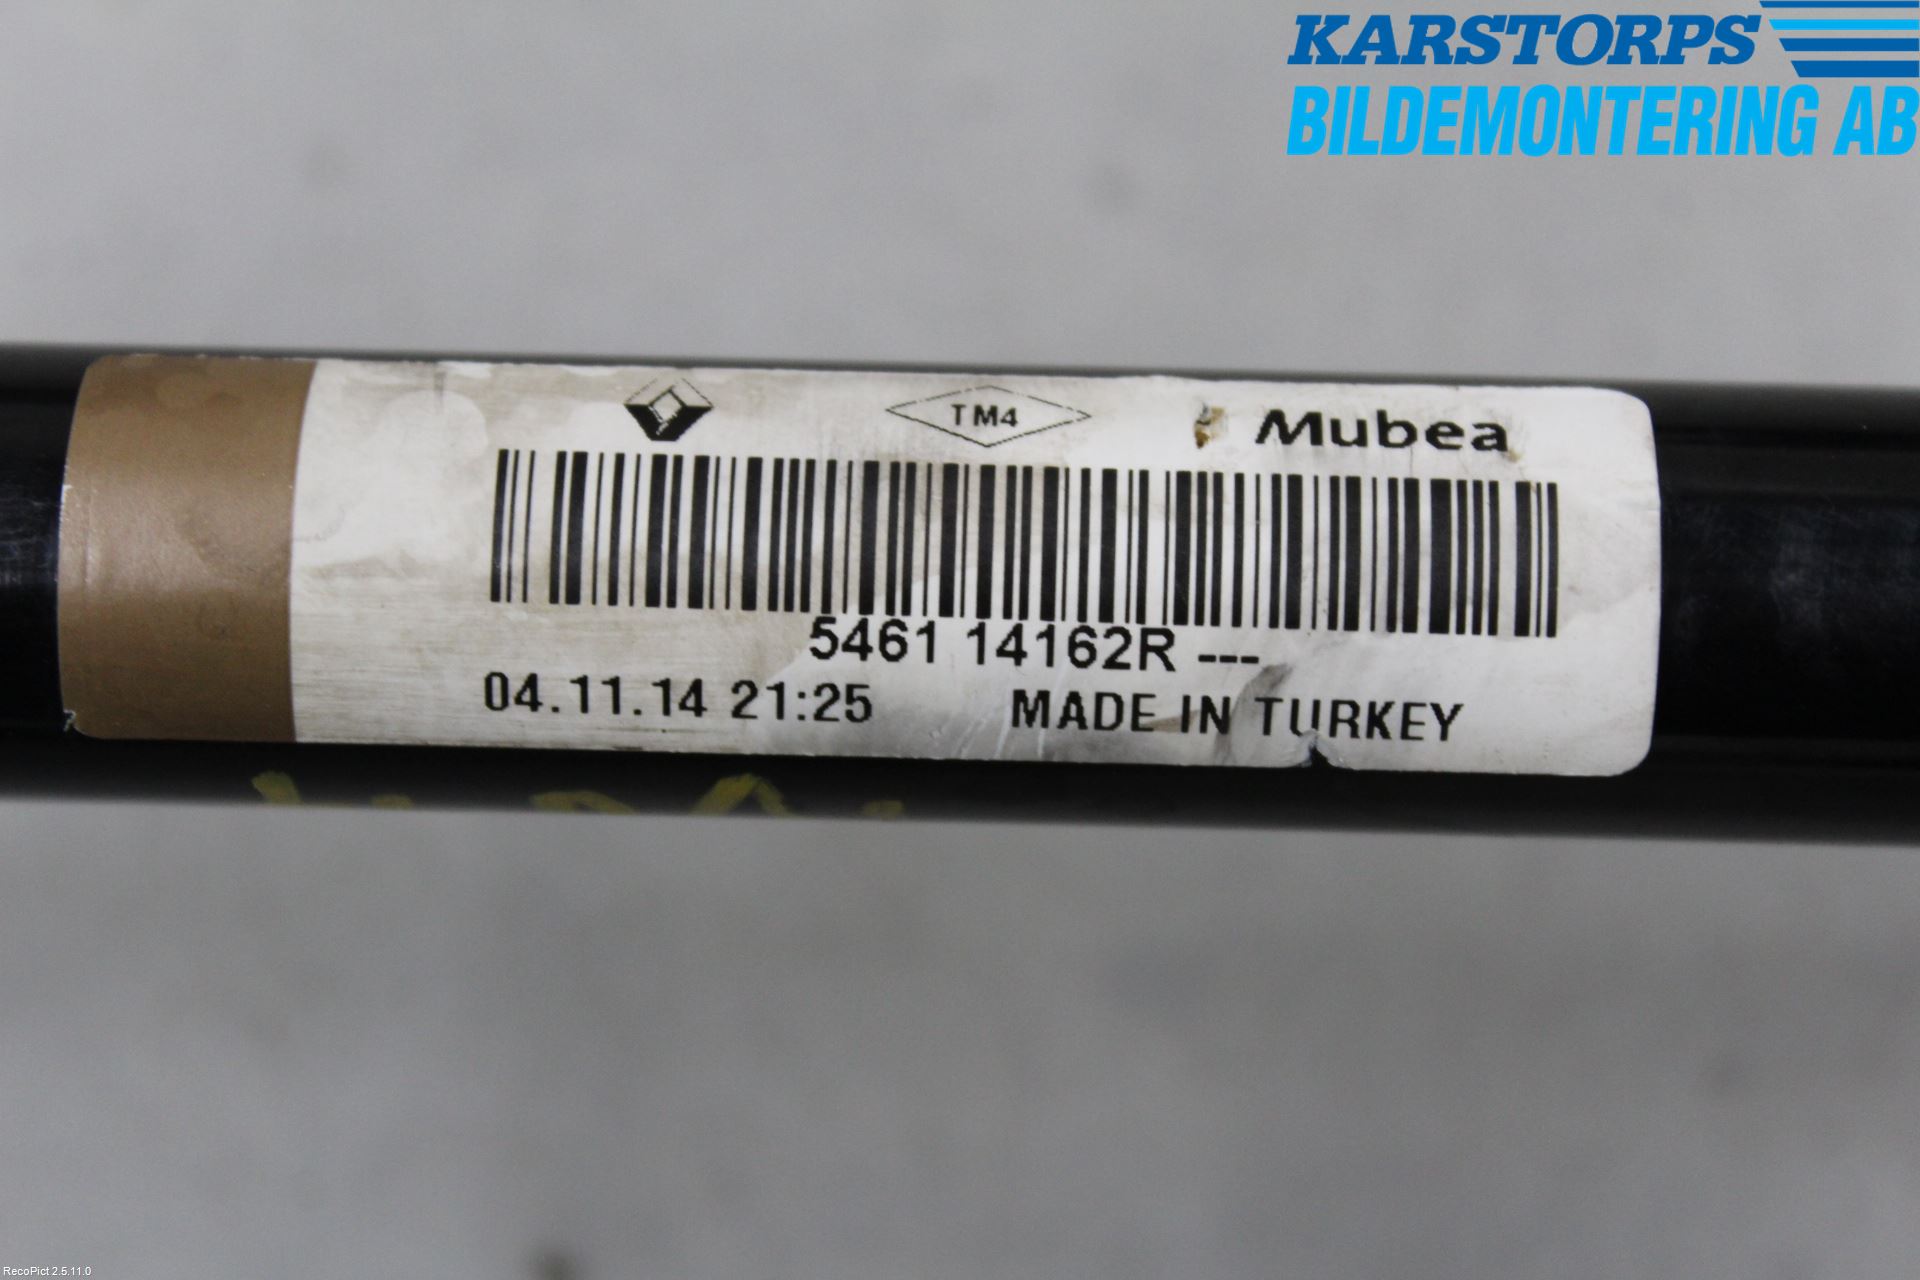 KARSTORPS
BILDEMONTERING AB
TM4
Mubea
5461 14162R ---
04.11.14 21:25 MADE IN TURKEY
RecoPict 2.5.11.0